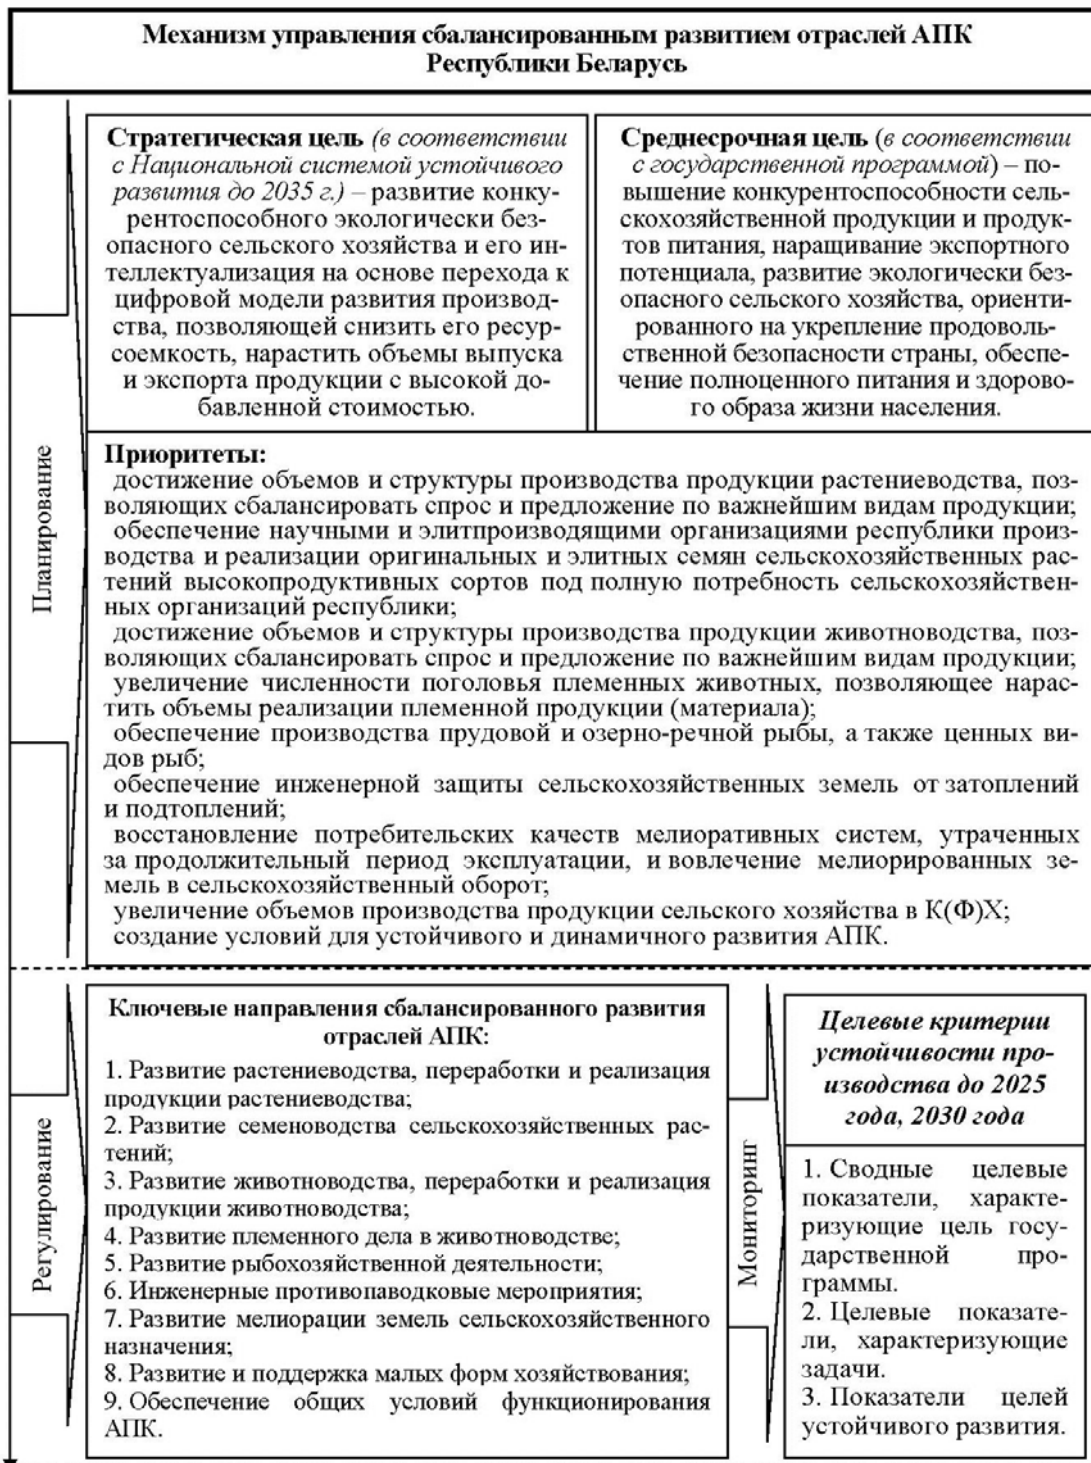 Механизм управления сбалансированным развитием отраслей АПК
Республики Беларусь
Планирование
Стратегическая цель (в соответствии
с Национальной системой устойчивого
развития до 2035 г.) – развитие конку-
рентоспособного экологически без-
опасного сельского хозяйства и его ин-
теллектуализация на основе перехода к
цифровой модели развития производ-
ства, позволяющей снизить его ресур-
соемкость, нарастить объемы выпуска
и экспорта продукции с высокой до-
бавленной стоимостью.
Среднесрочная цель (в соответствии
с государственной программой) – по-
вышение конкурентоспособности сель-
скохозяйственной продукции и продук-
тов питания, наращивание экспортного
потенциала, развитие экологически без-
опасного сельского хозяйства, ориенти-
рованного на укрепление продоволь-
ственной безопасности страны, обеспе-
чение полноценного питания и здорово-
го образа жизни населения.
Приоритеты:
достижение объемов и структуры производства продукции растениеводства, поз-
воляющих сбалансировать спрос и предложение по важнейшим видам продукции;
обеспечение научными и элитпроизводящими организациями республики произ-
водства и реализации оригинальных и элитных семян сельскохозяйственных рас-
тений высокопродуктивных сортов под полную потребность сельскохозяйствен-
ных организаций республики;
достижение объемов и структуры производства продукции животноводства, поз-
воляющих сбалансировать спрос и предложение по важнейшим видам продукции;
увеличение численности поголовья племенных животных, позволяющее нарас-
тить объемы реализации племенной продукции (материала);
обеспечение производства прудовой и озерно-речной рыбы, а также ценных ви-
дов рыб;
обеспечение инженерной защиты сельскохозяйственных земель от затоплений
и подтоплений;
восстановление потребительских качеств мелиоративных систем, утраченных
за продолжительный период эксплуатации, и вовлечение мелиорированных зе-
мель в сельскохозяйственный оборот;
увеличение объемов производства продукции сельского хозяйства в К(Ф)Х;
создание условий для устойчивого и динамичного развития АПК.
Регулирование
Ключевые направления сбалансированного развития
отраслей АПК:
1. Развитие растениеводства, переработки и реализация
продукции растениеводства;
2. Развитие семеноводства сельскохозяйственных рас-
тений;
3. Развитие животноводства, переработки и реализация
продукции животноводства;
4. Развитие племенного дела в животноводстве;
5. Развитие рыбохозяйственной деятельности;
6. Инженерные противопаводковые мероприятия;
7. Развитие мелиорации земель сельскохозяйственного
назначения;
8. Развитие и поддержка малых форм хозяйствования;
9. Обеспечение общих условий функционирования
АПК.
Мониторинг
Целевые критерии
устойчивости про-
изводства до 2025
года, 2030 года
1. Сводные целевые
показатели, характе-
ризующие цель госу-
дарственной про-
граммы.
2. Целевые показате-
ли, характеризующие
задачи.
3. Показатели целей
устойчивого развития.